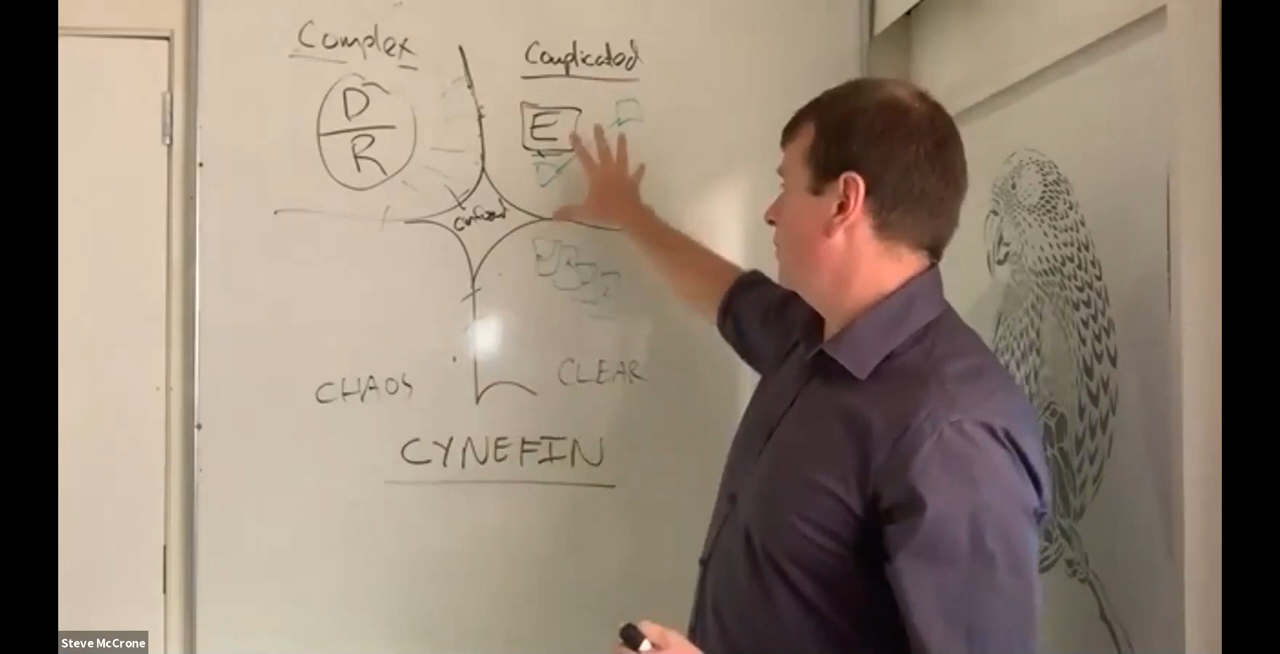 Complex
Complicated
D
R
E
confused
CHAOS
CLEAR
CYNEFIN
Steve McCrone